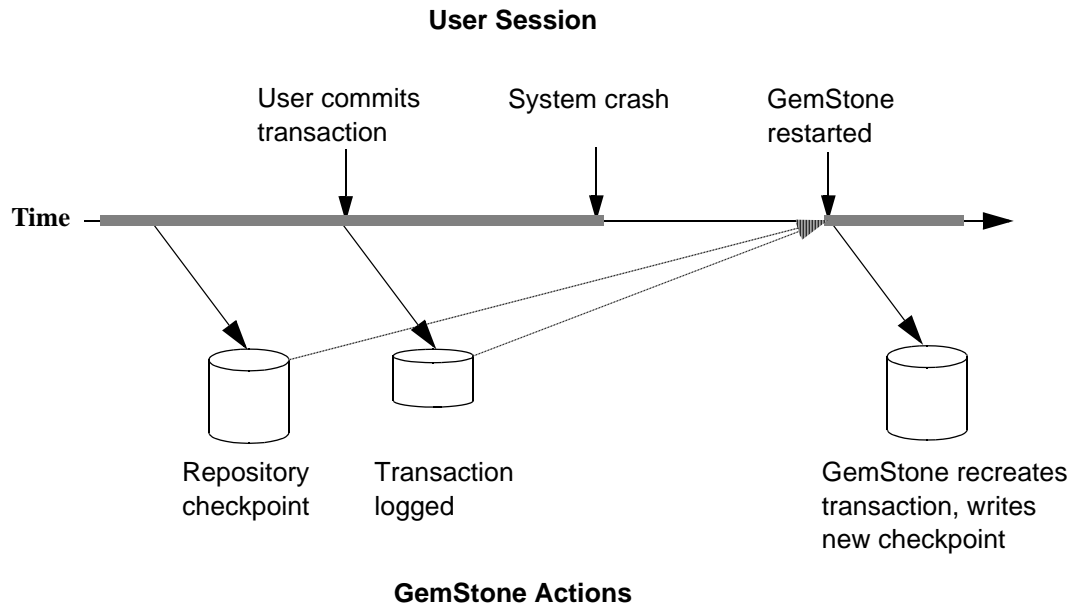 User Session
User commits
transaction
System crash
GemStone
restarted
Time
Repository
checkpoint
Transaction
logged
GemStone recreates
transaction, writes
new checkpoint
GemStone Actions